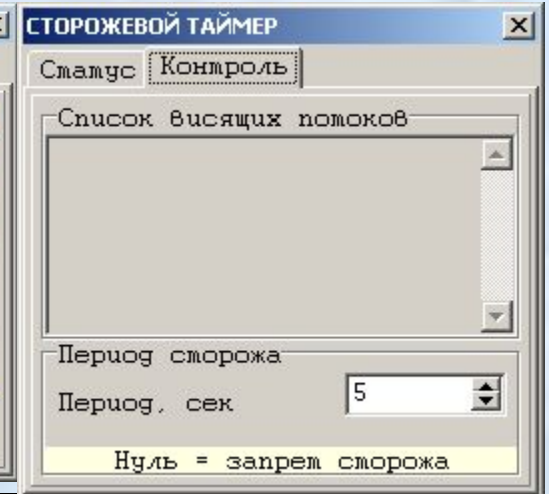 СТОРОЖЕВОЙ ТАЙМЕР
Статус Контроль
Список висящих потоков
Период сторожа
Период, сек 5
Нуль = запрет сторожа